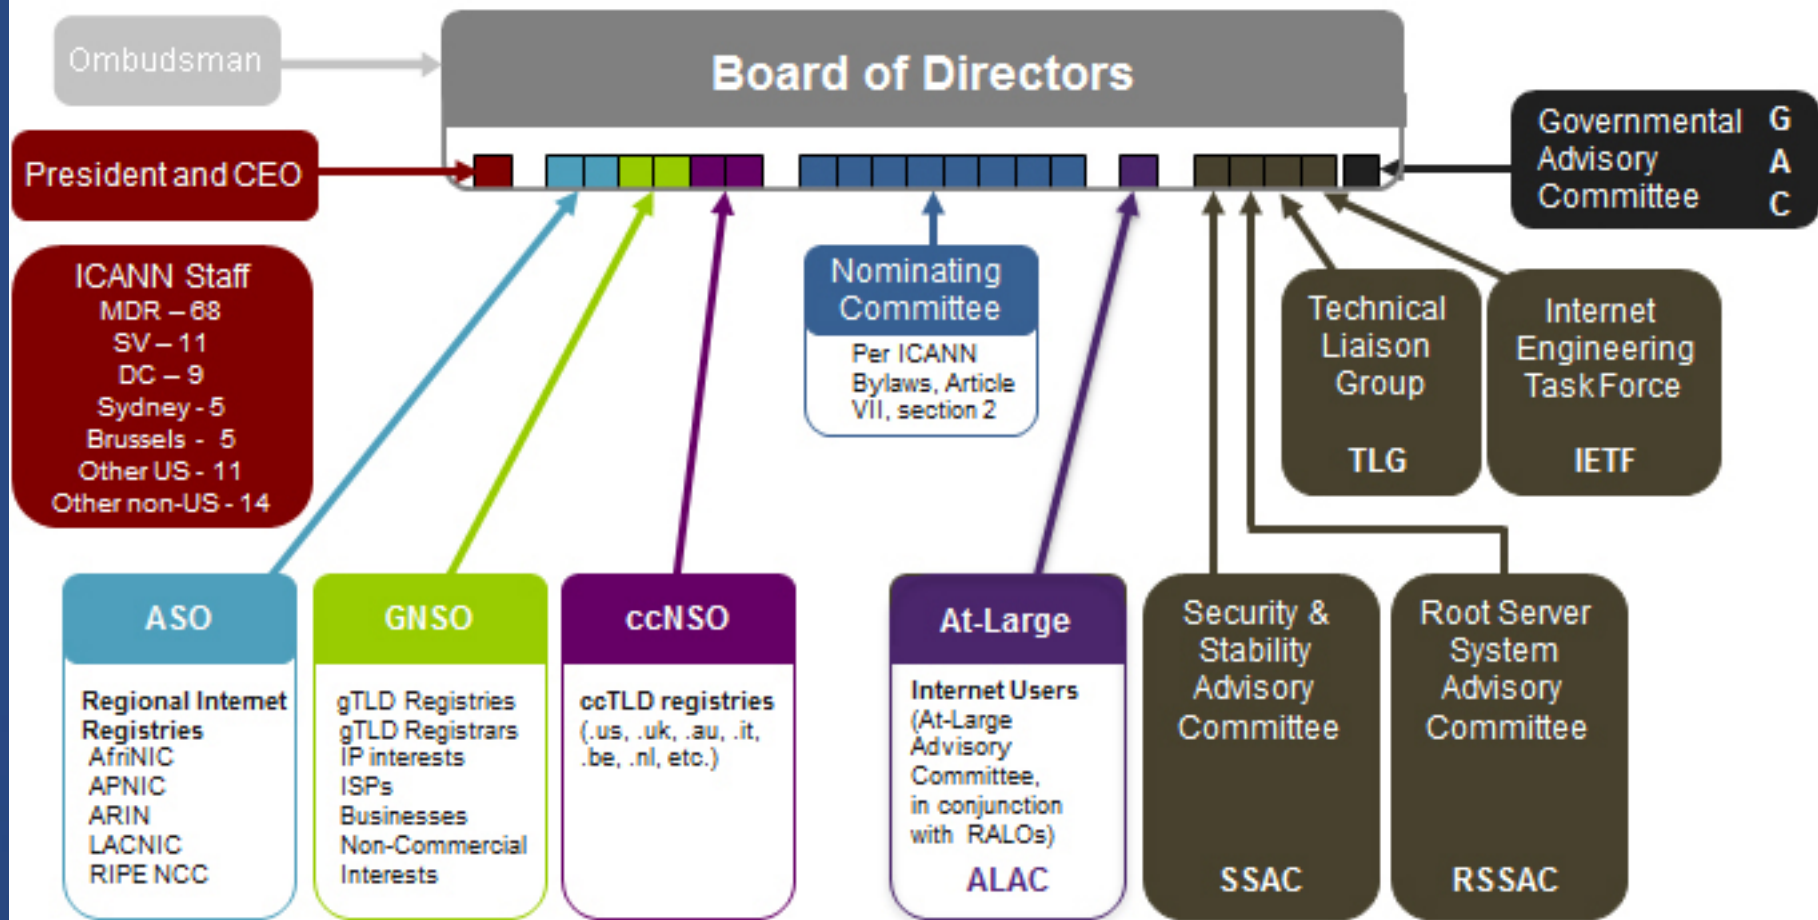 Ombudsman
Board of Directors
President and CEO
Governmental G
Advisory A
Committee C
ICANN Staff
MDR – 68
SV – 11
DC – 9
Sydney - 5
Brussels - 5
Other US - 11
Other non-US - 14
Nominating
Committee
Per ICANN
Bylaws, Article
VII, section 2
Technical
Liaison
Group
TLG
Internet
Engineering
Task Force
IETF
ASO
Regional Internet
Registries
AfriNIC
APNIC
ARIN
LACNIC
RIPE NCC
GNSO
gTLD Registries
gTLD Registrars
IP interests
ISPs
Businesses
Non-Commercial
Interests
ccNSO
ccTLD registries
(.us, .uk, .au, .it,
.be, .nl, etc.)
At-Large
Internet Users
(At-Large
Advisory
Committee,
in conjunction
with RALOs)
ALAC
Security &
Stability
Advisory
Committee
SSAC
Root Server
System
Advisory
Committee
RSSAC